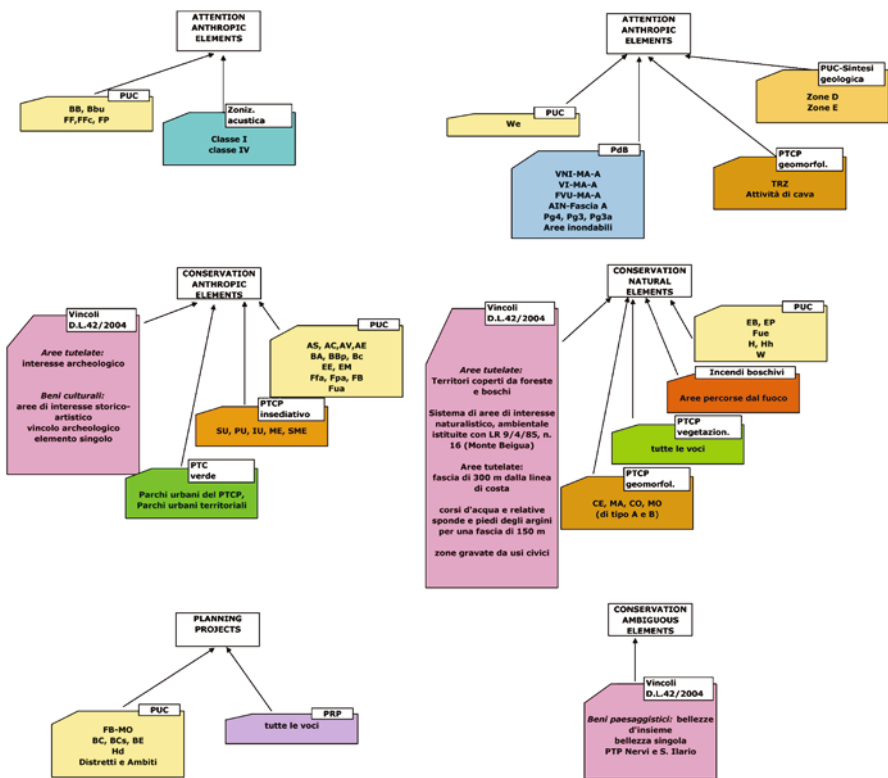 ATTENTION
ANTHROPIC
ELEMENTS
PUC
BB, Bbu
FF,FFc, FP
Zoniz.
acustica
Classe I
classe IV
ATTENTION
ANTHROPIC
ELEMENTS
PUC-Sintesi
geologica
Zone D
Zone E
PUC
We
PdB
VNI-MA-A
VI-MA-A
FVU-MA-A
AIN-Fascia A
Pg4, Pg3, Pg3a
Aree inondabili
PTCP
geomorfol.
TRZ
Attività di cava
CONSERVATION
ANTHROPIC
ELEMENTS
Vincoli
D.L.42/2004
Aree tutelate:
interesse archeologico
Beni culturali:
aree di interesse storico-
artistico
vincolo archeologico
elemento singolo
PUC
AS, AC,AV,AE
BA, BBp, Bc
EE, EM
Ffa, Fpa, FB
Fua
PTCP
insediativo
SU, PU, IU, ME, SME
PTC
verde
Parchi urbani del PTCP,
Parchi urbani territoriali
CONSERVATION
NATURAL
ELEMENTS
Vincoli
D.L.42/2004
Aree tutelate:
Territori coperti da foreste
e boschi
Sistema di aree di interesse
naturalistico, ambientale
istituite con LR 9/4/85, n.
16 (Monte Beigua)
Aree tutelate:
fascia di 300 m dalla linea
di costa
corsi d'acqua e relative
sponde e piedi degli argini
per una fascia di 150 m
zone gravate da usi civici
PUC
EB, EP
Fue
H, Hh
W
Incendi boschivi
Aree percorse dal fuoco
PTCP
vegetazion.
tutte le voci
PTCP
geomorfol.
CE, MA, CO, MO
(di tipo A e B)
PLANNING
PROJECTS
PUC
FB-MO
BC, BCs, BE
Hd
Distretti e Ambiti
PRP
tutte le voci
CONSERVATION
AMBIGUOUS
ELEMENTS
Vincoli
D.L.42/2004
Beni paesaggistici: bellezze
d'insieme
bellezza singola
PTP Nervi e S. Ilario